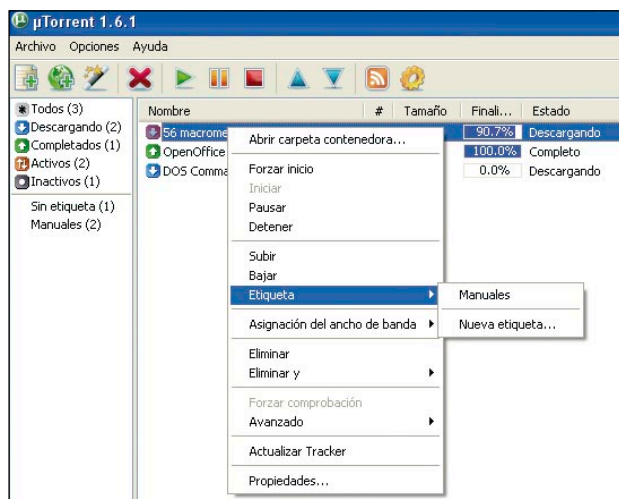 µTorrent 1.6.1
Archivo Opciones Ayuda
Todos (3)
Descargando (2)
Completados (1)
Activos (2)
Inactivos (1)
Sin etiqueta (1)
Manuales (2)
Nombre # Tamaño Finali... Estado
56 macrome 90.7% Descargando
OpenOffice 100.0% Completo
DOS Comma 0.0% Descargando
Abrir carpeta contenedora...
Forzar inicio
Iniciar
Pausar
Detener
Subir
Bajar
Etiqueta
Asignación del ancho de banda
Eliminar
Eliminar y
Forzar comprobación
Avanzado
Actualizar Tracker
Propiedades...
Manuales
Nueva etiqueta...